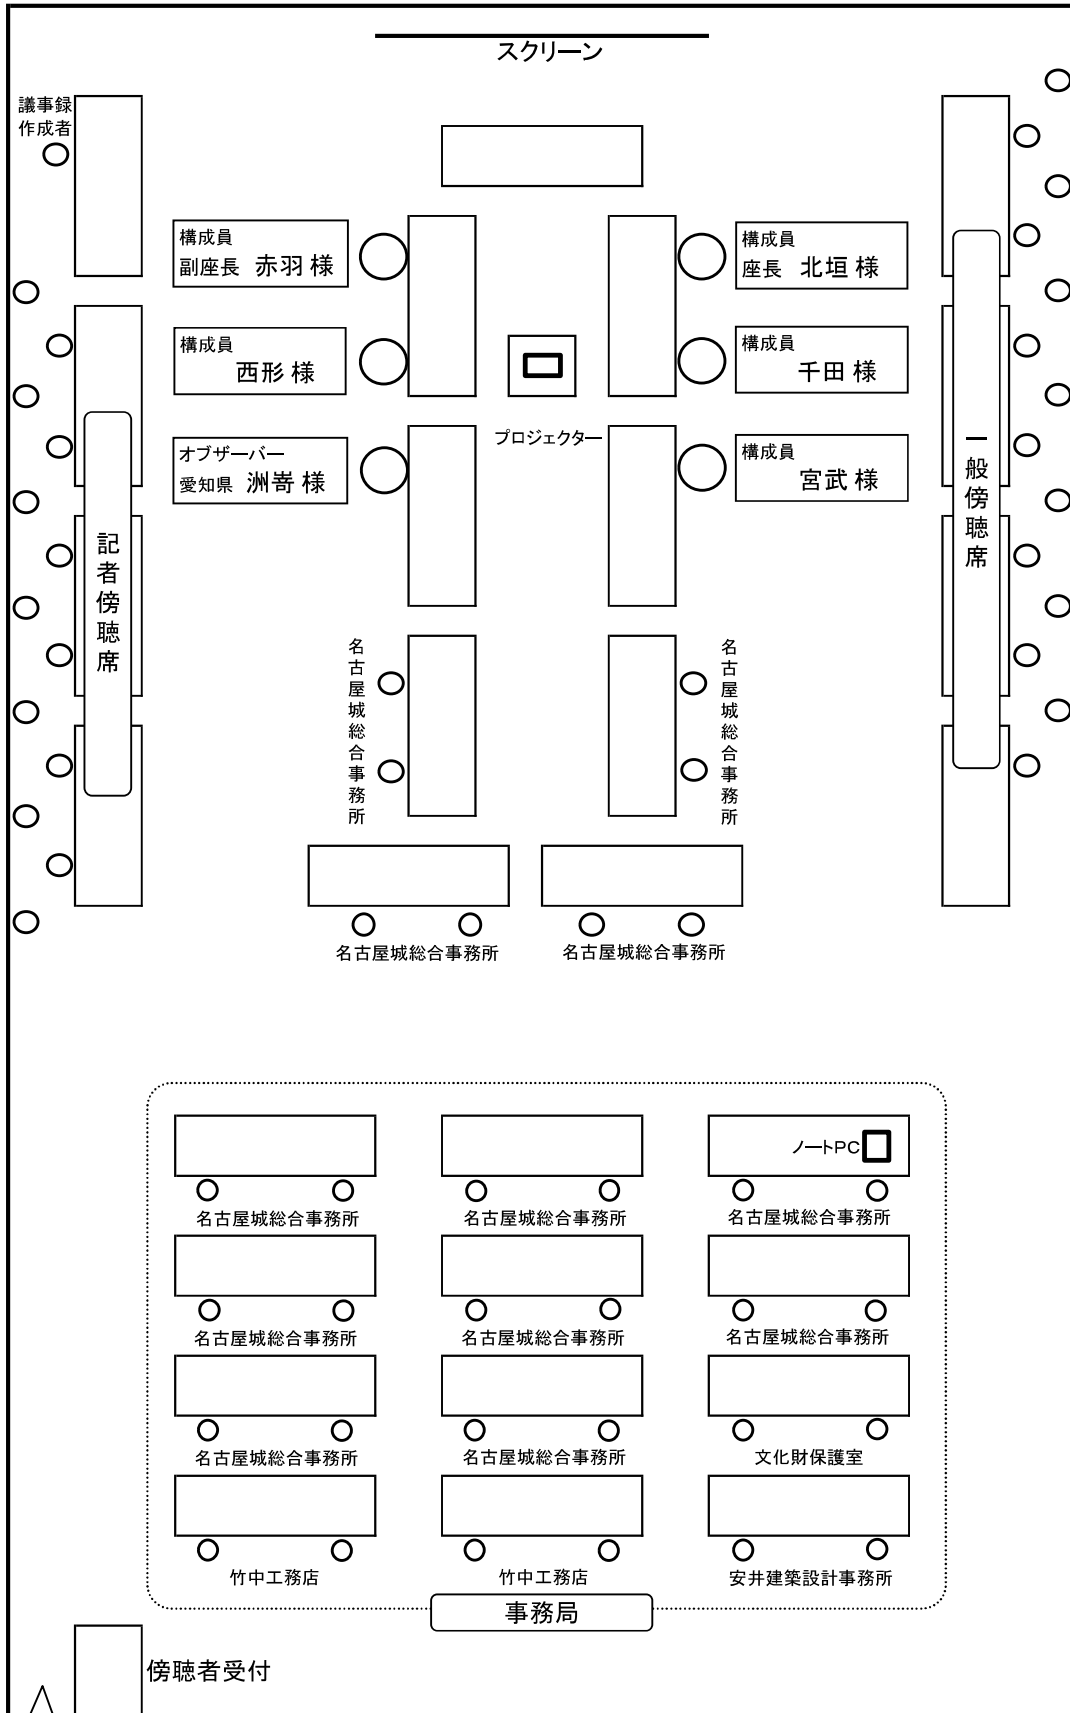 スクリーン
議事録
作成者
構成員
副座長 赤羽 様
構成員
座長 北垣 様
構成員
西形 様
構成員
千田 様
プロジェクター
オブザーバー
愛知県 洲嵜 様
構成員
宮武 様
記者傍聴席
一般傍聴席
名古屋城総合事務所
名古屋城総合事務所
名古屋城総合事務所
名古屋城総合事務所
ノートPC
名古屋城総合事務所
名古屋城総合事務所
名古屋城総合事務所
名古屋城総合事務所
名古屋城総合事務所
名古屋城総合事務所
名古屋城総合事務所
名古屋城総合事務所
文化財保護室
竹中工務店
竹中工務店
安井建築設計事務所
事務局
傍聴者受付